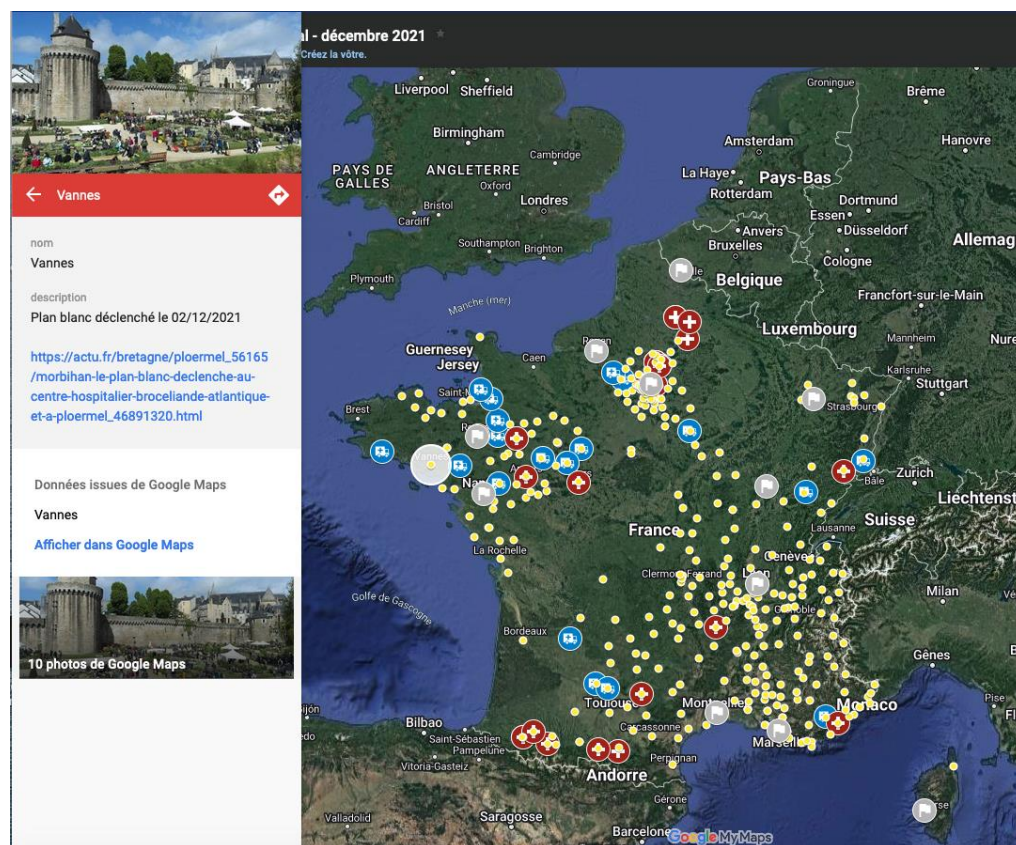 al - décembre 2021
Créez la vôtre.
Vannes
nom
Vannes
description
Plan blanc déclenché le 02/12/2021
https://actu.fr/bretagne/ploermel_56165
/morbihan-le-plan-blanc-declenche-au-
centre-hospitalier-broceliande-atlantique-
et-a-ploermel_46891320.html
Données issues de Google Maps
Vannes
Afficher dans Google Maps
10 photos de Google Maps
Liverpool
Sheffield
Groningue
Brême
Birmingham
Amsterdam
Hanovre
PAYS DE
GALLES
ANGLETERRE
Cambridge
Oxford
La Haye
Pays-Bas
Rotterdam
Bristol
Londres
Dortmund
Cardiff
Essen
Anvers
Düsseldorf
Southampton
Brighton
Bruxelles
Allemag
Cologne
Plymouth
Belgique
Manche (mer)
Francfort-sur-le-Main
Luxembourg
Mannheim
Nure
Guernesey
Jersey
Caen
Karlsruhe
Stuttgart
Strasbourg
Brest
Vannes
Zurich
Bâle
Liechtenst
France
Suisse
Lausanne
La Rochelle
Genève
Clermont-Ferrand
Lyon
Milan
Grenoble
Golfe de Gascogne
Bordeaux
Gênes
Toulouse
Montpellier
Monaco
Pise
Bilbao
Saint-Sébastien
Carcassonne
Marseille
Pampelune
Vitoria-Gasteiz
Perpignan
Andorre
Gérone
Valladolid
Saragosse
Barcelone
Google My Maps